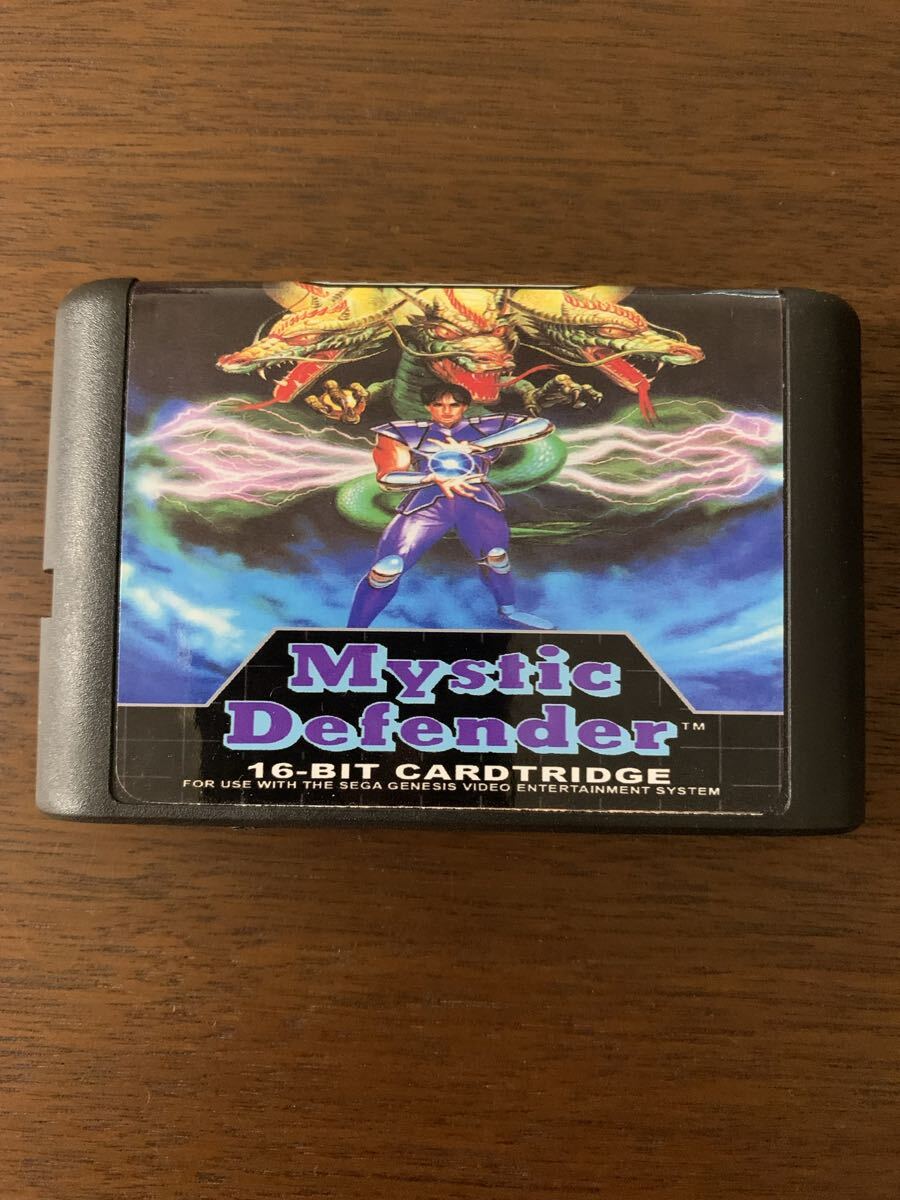 Mystic
Defender™
16-BIT CARDTRIDGE
FOR USE WITH THE SEGA GENESIS VIDEO ENTERTAINMENT SYSTEM